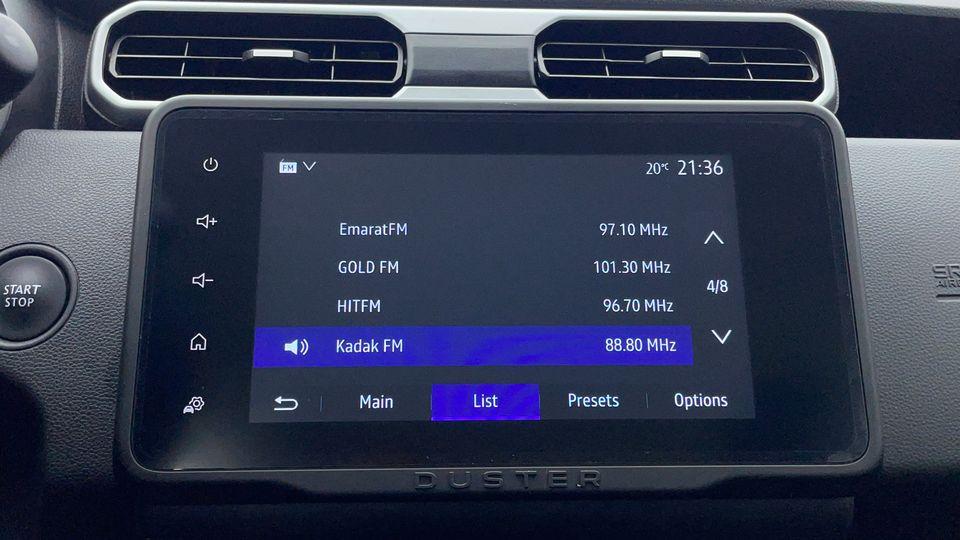 FM 20°C 21:36
EmaratFM 97.10 MHz
GOLD FM 101.30 MHz
4/8
HITFM 96.70 MHz
Kadak FM 88.80 MHz
Main List Presets Options
START
STOP
DUSTER